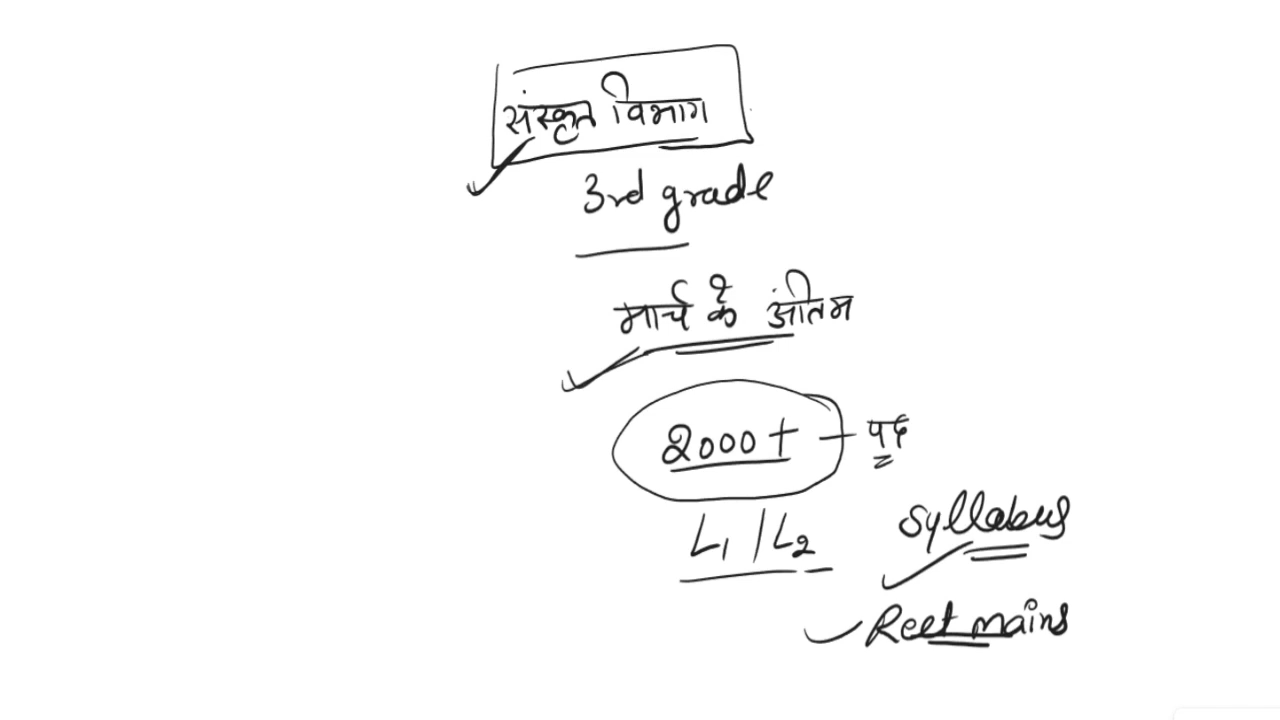 संस्कृत विभाग
3rd grade
मार्च के अंतिम
2000+ - पद
L1 / L2
Syllabus
Reet mains